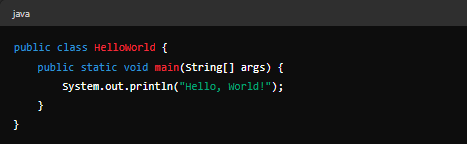 java
public class HelloWorld {
    public static void main(String[] args) {
        System.out.println("Hello, World!");
    }
}